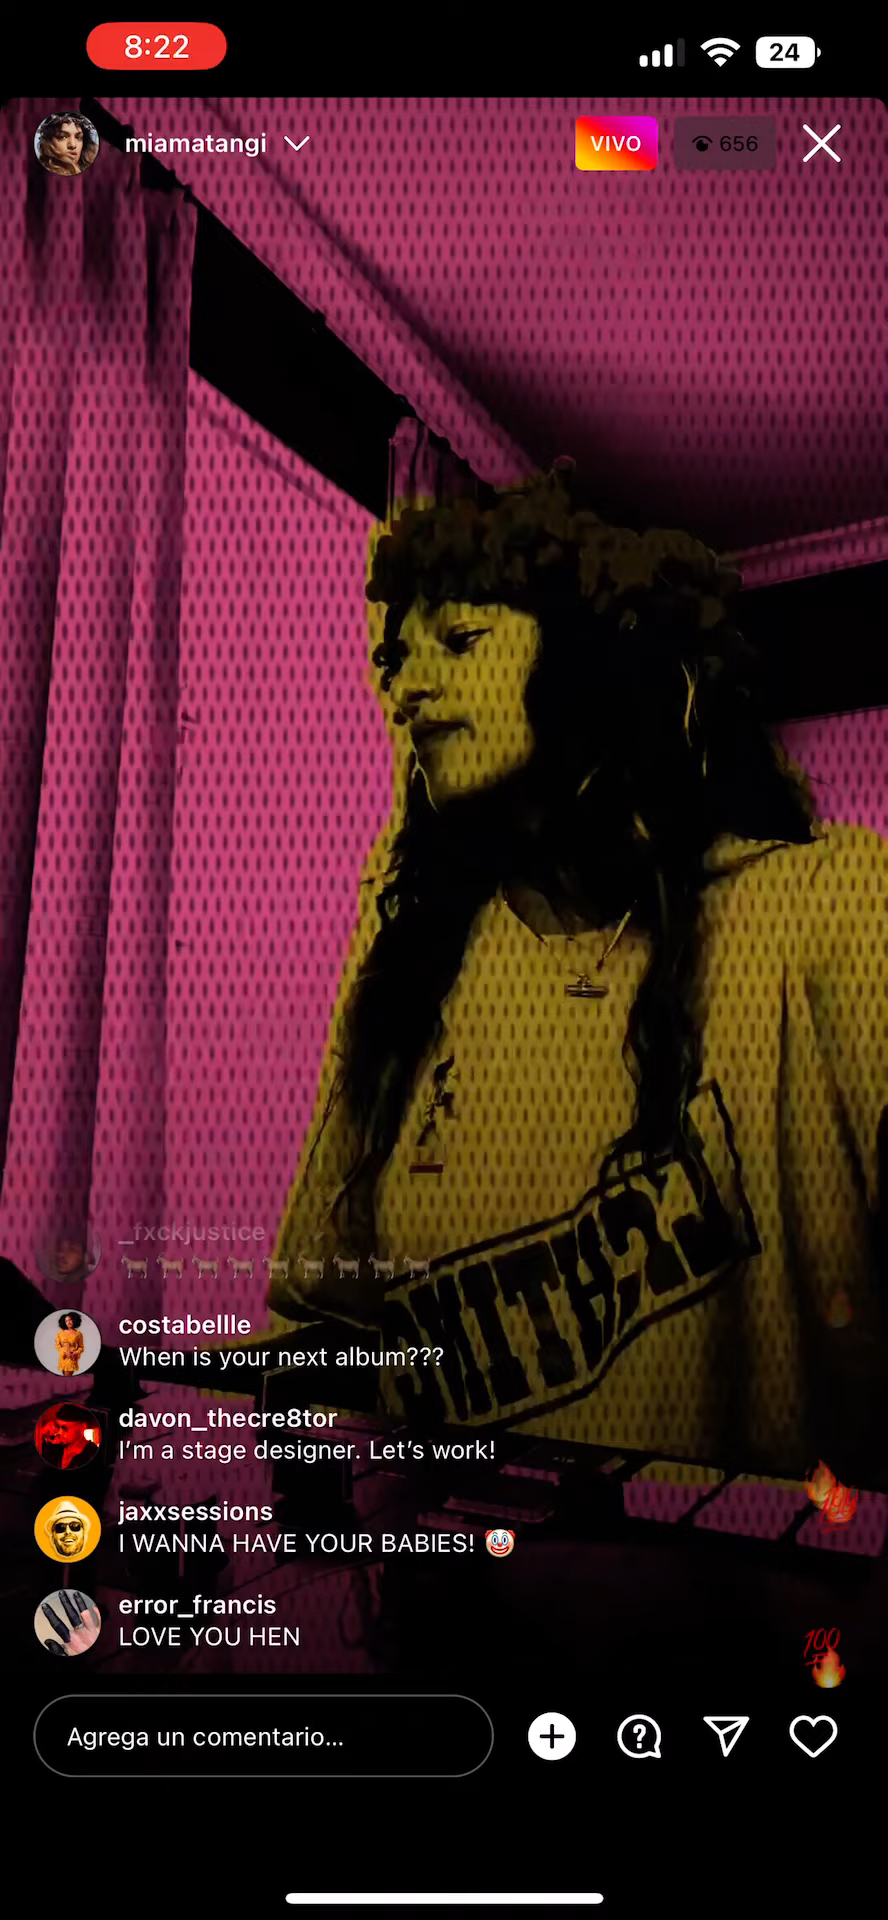 8:22
24
miamatangi
VIVO
656
_fxckjustice
costabellle
When is your next album???
davon_thecre8tor
I’m a stage designer. Let’s work!
jaxxsessions
I WANNA HAVE YOUR BABIES! 🤡
error_francis
LOVE YOU HEN
100
Agrega un comentario...